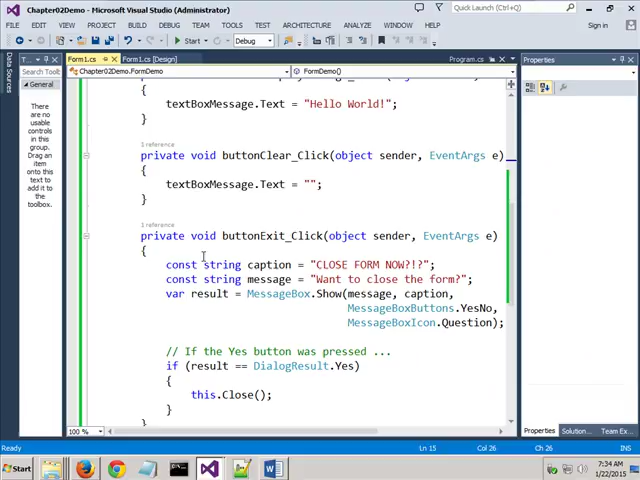 Chapter02Demo - Microsoft Visual Studio (Administrator)
Quick Launch (Ctrl+Q)
FILE EDIT VIEW PROJECT BUILD DEBUG TEAM TOOLS TEST ARCHITECTURE ANALYZE WINDOW HELP
Sign in
Start
Debug
Data Sources
Form1.cs
Form1.cs [Design]
Program.cs
Properties
Search Toolbox
Chapter02Demo.FormDemo
FormDemo()
General
There are no usable controls in this group. Drag an item onto this text to add it to the toolbox.
{
textBoxMessage.Text = "Hello World!";
}
1 reference
private void buttonClear_Click(object sender, EventArgs e)
{
textBoxMessage.Text = "";
}
1 reference
private void buttonExit_Click(object sender, EventArgs e)
{
const string caption = "CLOSE FORM NOW?!?";
const string message = "Want to close the form?";
var result = MessageBox.Show(message, caption,
MessageBoxButtons.YesNo,
MessageBoxIcon.Question);
// If the Yes button was pressed ...
if (result == DialogResult.Yes)
{
this.Close();
}
}
100 %
Properties Solution... Team Ex...
Ready
Ln 15
Col 26
Ch 26
INS
Start
7:34 AM
1/22/2015